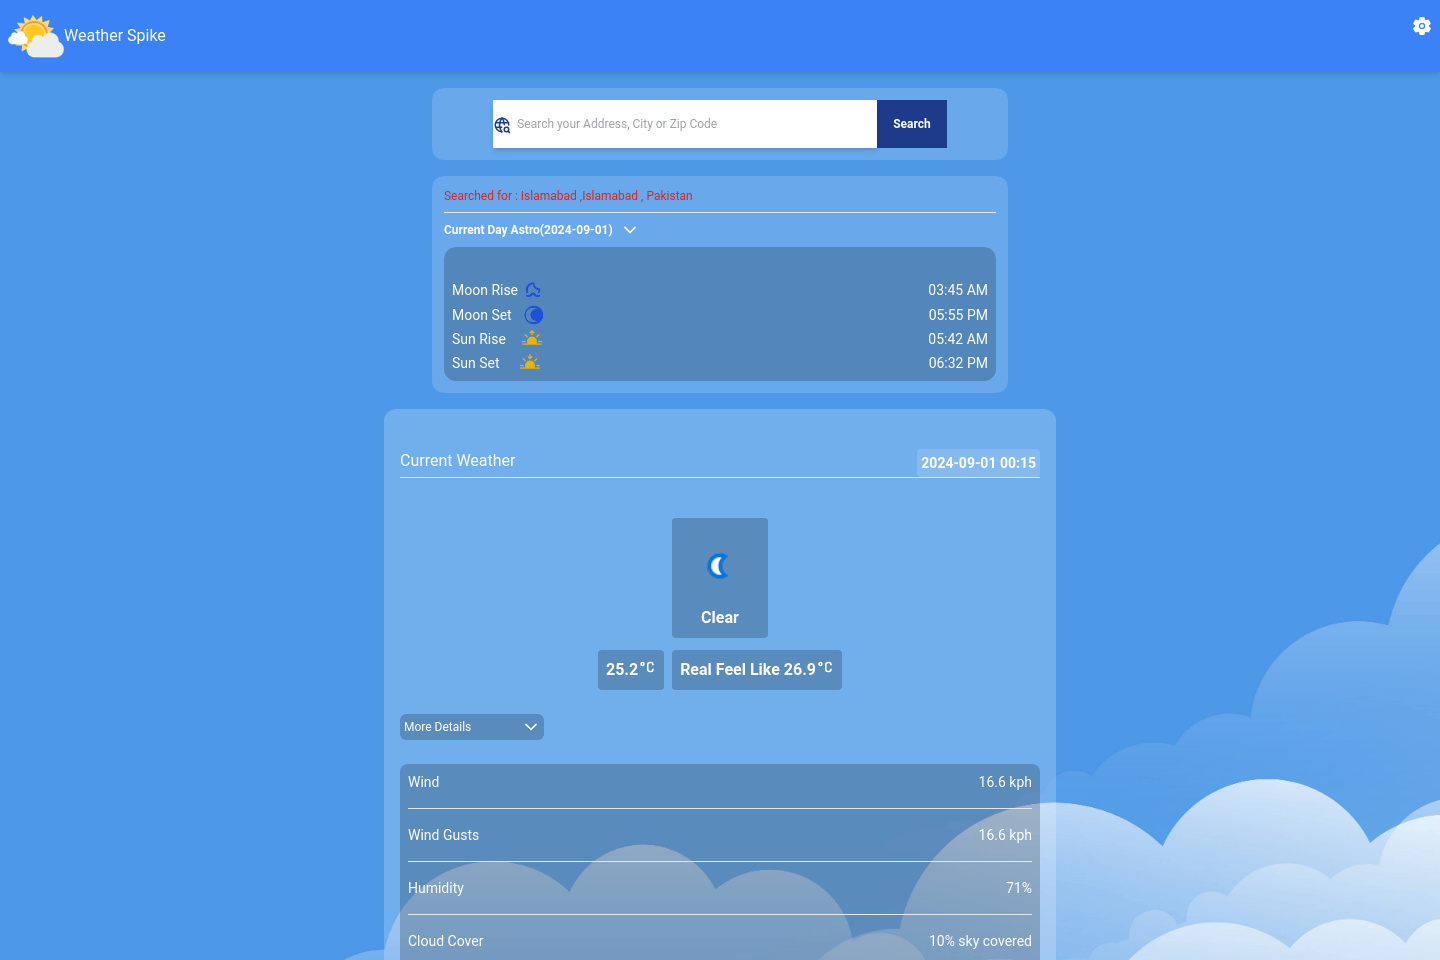 Weather Spike
Search your Address, City or Zip Code
Search
Searched for : Islamabad ,Islamabad , Pakistan
Current Day Astro(2024-09-01)
Moon Rise 03:45 AM
Moon Set 05:55 PM
Sun Rise 05:42 AM
Sun Set 06:32 PM
Current Weather 2024-09-01 00:15
Clear
25.2°C Real Feel Like 26.9°C
More Details
Wind 16.6 kph
Wind Gusts 16.6 kph
Humidity 71%
Cloud Cover 10% sky covered